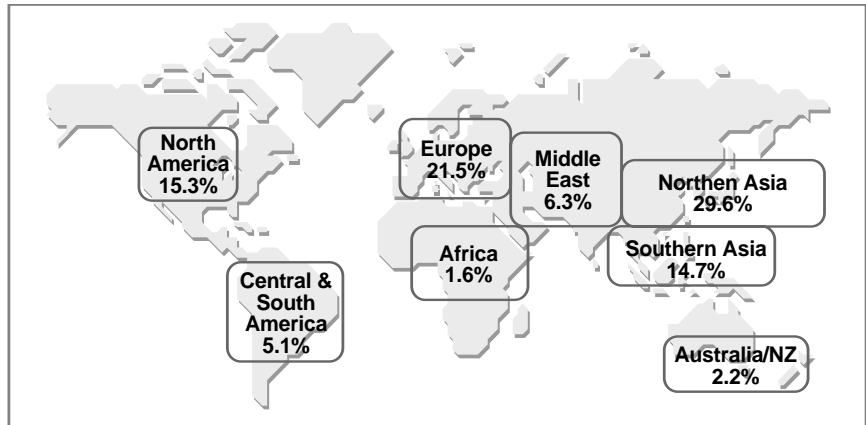 North
America
15.3%
Europe
21.5%
Middle
East
6.3%
Northen Asia
29.6%
Africa
1.6%
Southern Asia
14.7%
Central &
South
America
5.1%
Australia/NZ
2.2%